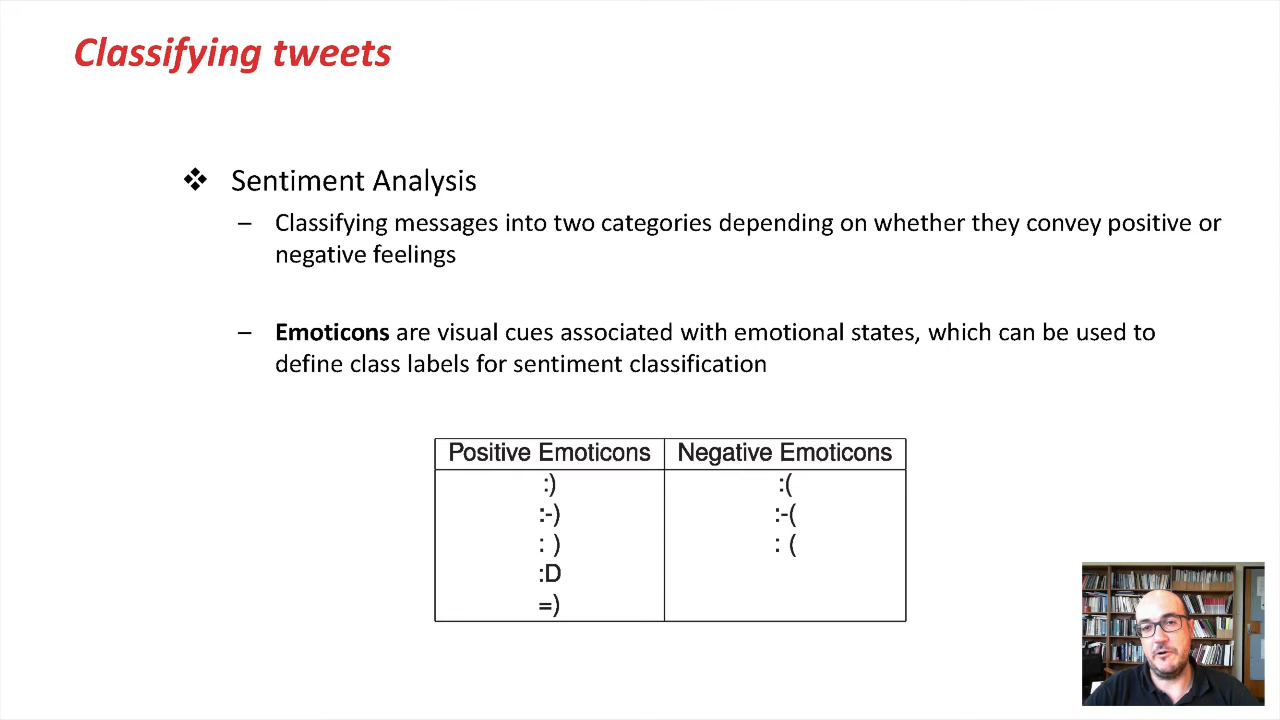 Classifying tweets
❖ Sentiment Analysis
– Classifying messages into two categories depending on whether they convey positive or
negative feelings
– Emoticons are visual cues associated with emotional states, which can be used to
define class labels for sentiment classification
Positive Emoticons Negative Emoticons
:) :(
:-) :-(
: ) : (
:D
=)